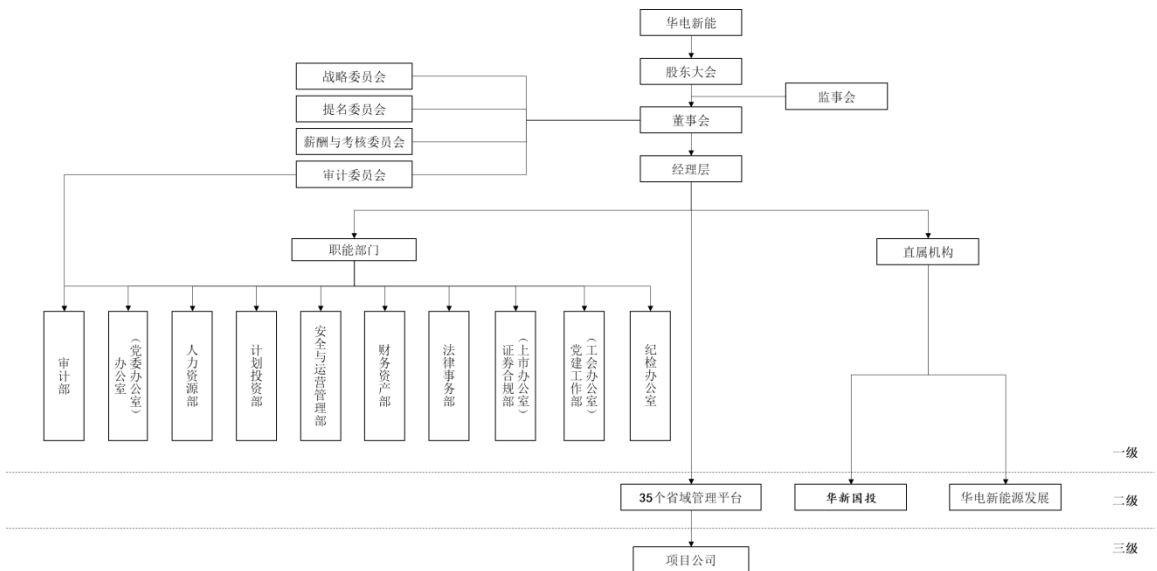 华电新能
股东大会
战略委员会
监事会
提名委员会
董事会
薪酬与考核委员会
经理层
审计委员会
职能部门
直属机构
审计部
办公室
（党委办公室）
人力资源部
计划投资部
安全与运营管理部
财务资产部
法律事务部
证券合规部
（上市办公室）
党建工作部
（工会办公室）
纪检办公室
一级
35个省域管理平台
华新国投
华电新能源发展
二级
三级
项目公司